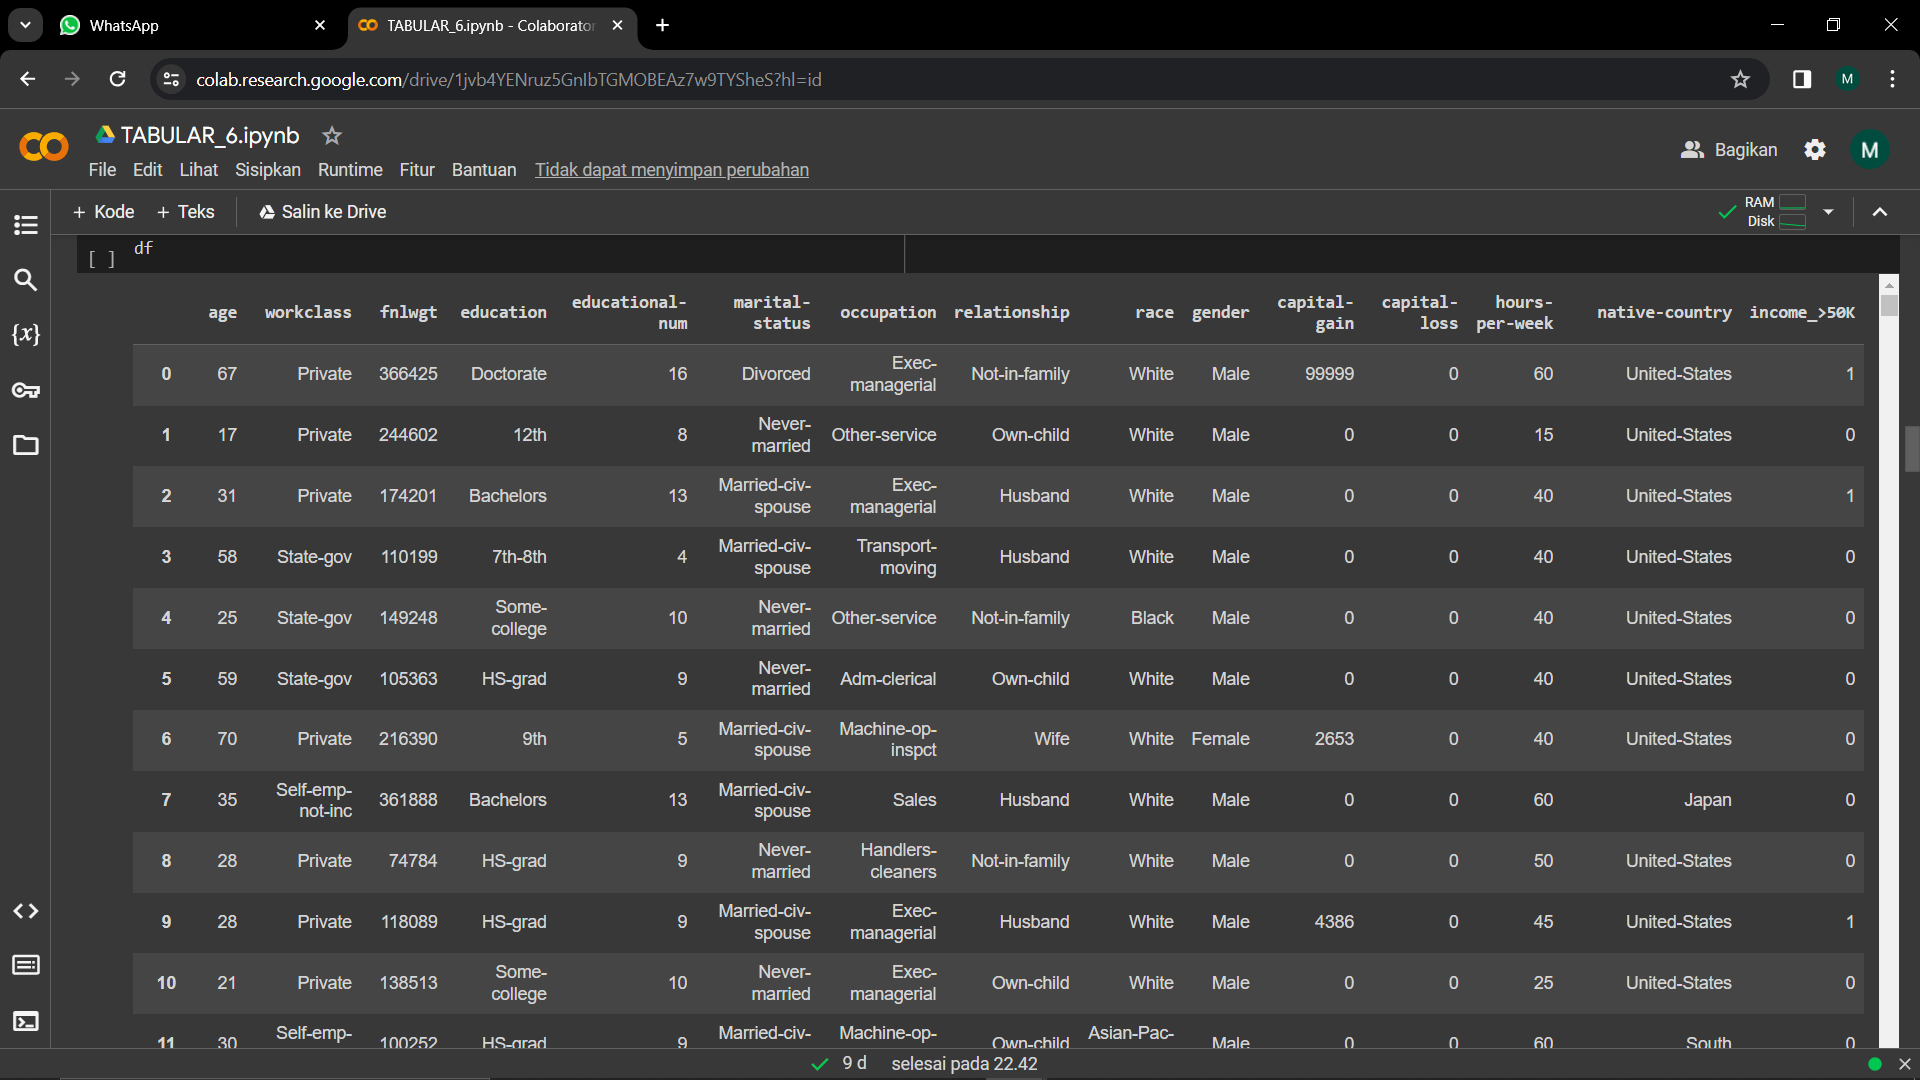 WhatsApp
TABULAR_6.ipynb - Colaborator
colab.research.google.com/drive/1jvb4YENruz5GnIbTGMOBEAz7w9TYSheS?hl=id
M
TABULAR_6.ipynb
File Edit Lihat Sisipkan Runtime Fitur Bantuan Tidak dapat menyimpan perubahan
Bagikan
M
+ Kode + Teks Salin ke Drive
RAM
Disk
[ ] df
age workclass fnlwgt education educational-num marital-status occupation relationship race gender capital-gain capital-loss hours-per-week native-country income_>50K
0 67 Private 366425 Doctorate 16 Divorced Exec-managerial Not-in-family White Male 99999 0 60 United-States 1
1 17 Private 244602 12th 8 Never-married Other-service Own-child White Male 0 0 15 United-States 0
2 31 Private 174201 Bachelors 13 Married-civ-spouse Exec-managerial Husband White Male 0 0 40 United-States 1
3 58 State-gov 110199 7th-8th 4 Married-civ-spouse Transport-moving Husband White Male 0 0 40 United-States 0
4 25 State-gov 149248 Some-college 10 Never-married Other-service Not-in-family Black Male 0 0 40 United-States 0
5 59 State-gov 105363 HS-grad 9 Never-married Adm-clerical Own-child White Male 0 0 40 United-States 0
6 70 Private 216390 9th 5 Married-civ-spouse Machine-op-inspct Wife White Female 2653 0 40 United-States 0
7 35 Self-emp-not-inc 361888 Bachelors 13 Married-civ-spouse Sales Husband White Male 0 0 60 Japan 0
8 28 Private 74784 HS-grad 9 Never-married Handlers-cleaners Not-in-family White Male 0 0 50 United-States 0
9 28 Private 118089 HS-grad 9 Married-civ-spouse Exec-managerial Husband White Male 4386 0 45 United-States 1
10 21 Private 138513 Some-college 10 Never-married Exec-managerial Own-child White Male 0 0 25 United-States 0
11 30 Self-emp- 100252 HS-grad 9 Married-civ- Machine-op- Own-child Asian-Pac- Male 0 0 60 South 0
9 d selesai pada 22.42